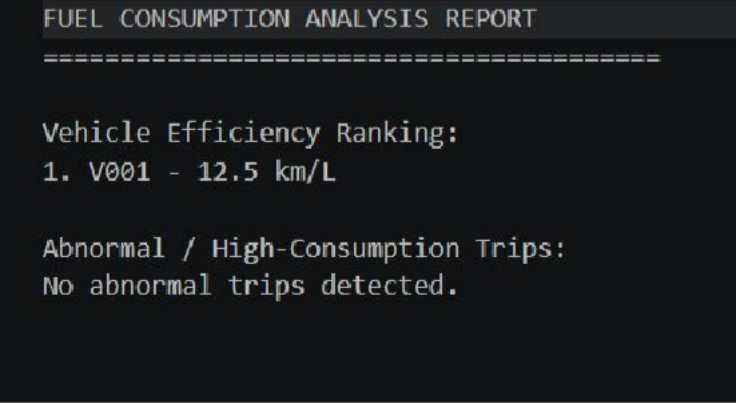 FUEL CONSUMPTION ANALYSIS REPORT
========================================
Vehicle Efficiency Ranking:
1. V001 - 12.5 km/L
Abnormal / High-Consumption Trips:
No abnormal trips detected.